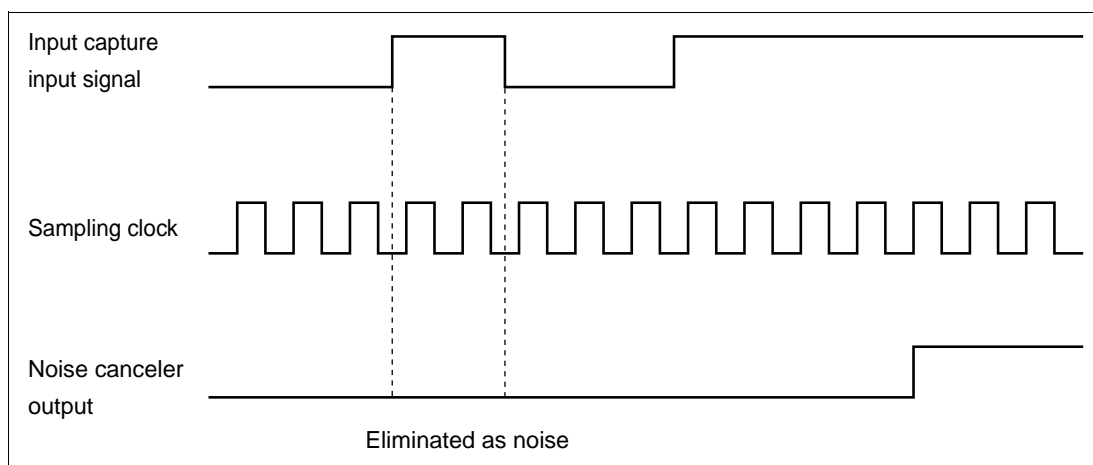 Input capture
input signal
Sampling clock
Noise canceler
output
Eliminated as noise